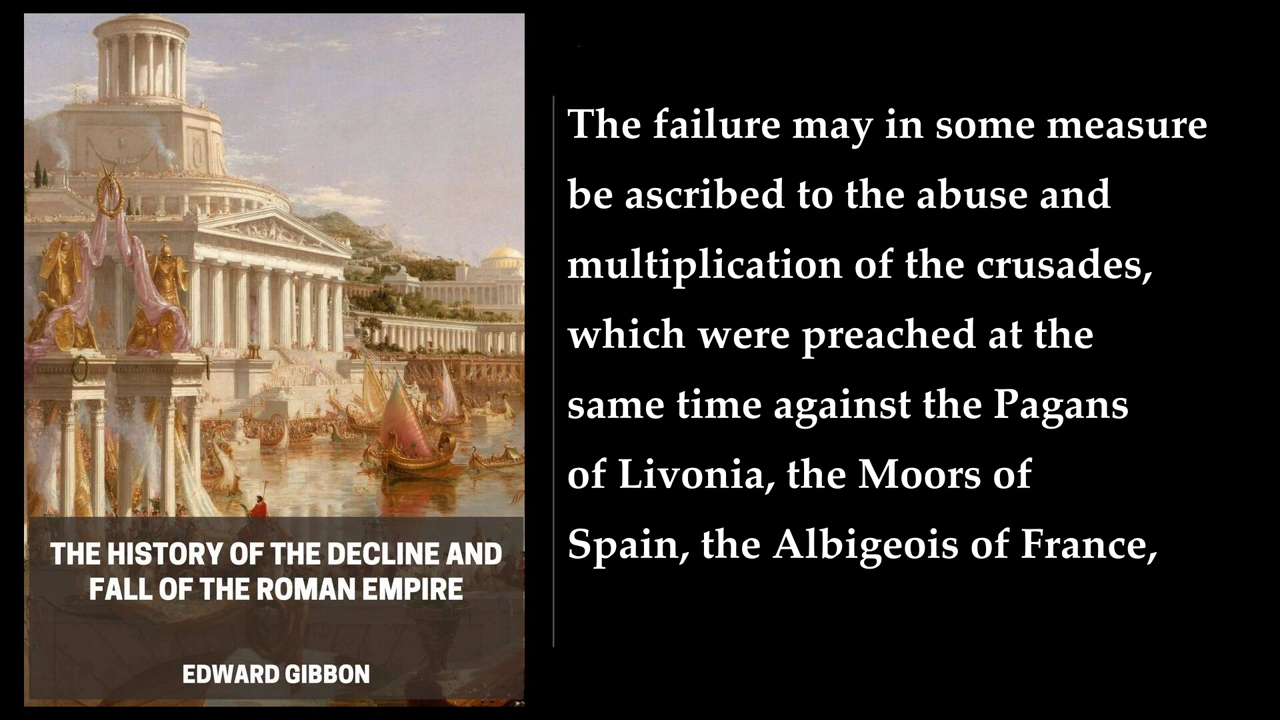 THE HISTORY OF THE DECLINE AND
FALL OF THE ROMAN EMPIRE
EDWARD GIBBON
The failure may in some measure
be ascribed to the abuse and
multiplication of the crusades,
which were preached at the
same time against the Pagans
of Livonia, the Moors of
Spain, the Albigeois of France,